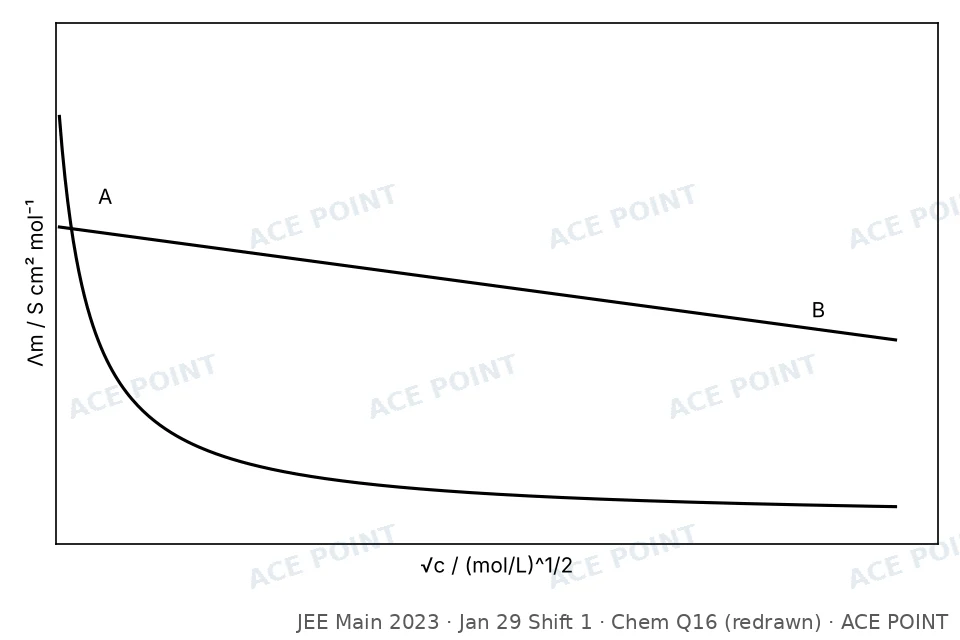 A
ACE POINT ACE POINT ACE POINT
Λm / S cm² mol⁻¹
B
ACE POINT ACE POINT ACE POINT
ACE POINT ACE POINT ACE POINT
√c / (mol/L)^1/2
JEE Main 2023 · Jan 29 Shift 1 · Chem Q16 (redrawn) · ACE POINT